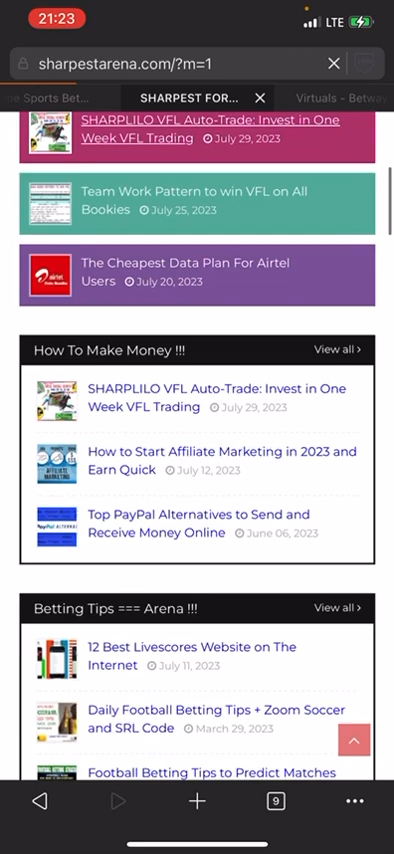 21:23
LTE
sharpestarena.com/?m=1
pe Sports Bet...
SHARPEST FOR...
Virtuals - Betway
SHARPLILO VFL Auto-Trade: Invest in One
Week VFL Trading July 29, 2023
Team Work Pattern to win VFL on All
Bookies July 25, 2023
airtel
The Cheapest Data Plan For Airtel
Users July 20, 2023
How To Make Money !!!
View all ›
SHARPLILO VFL Auto-Trade: Invest in One
Week VFL Trading July 29, 2023
AFFILIATE
MARKETING
How to Start Affiliate Marketing in 2023 and
Earn Quick July 12, 2023
Top PayPal Alternatives to Send and
Receive Money Online June 06, 2023
Betting Tips === Arena !!!
View all ›
12 Best Livescores Website on The
Internet July 11, 2023
Daily Football Betting Tips + Zoom Soccer
and SRL Code March 29, 2023
Football Betting Tips to Predict Matches
9